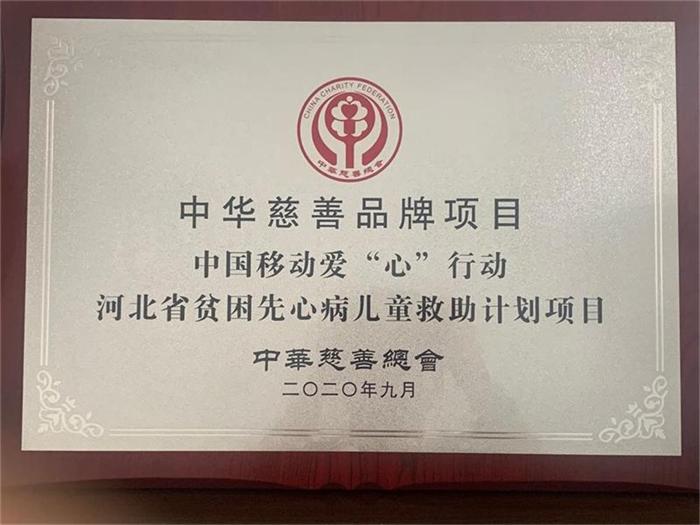 CHINA CHARITY FEDERATION
中華慈善總會
中华慈善品牌项目
中国移动爱“心”行动
河北省贫困先心病儿童救助计划项目
中華慈善總會
二〇二〇年九月